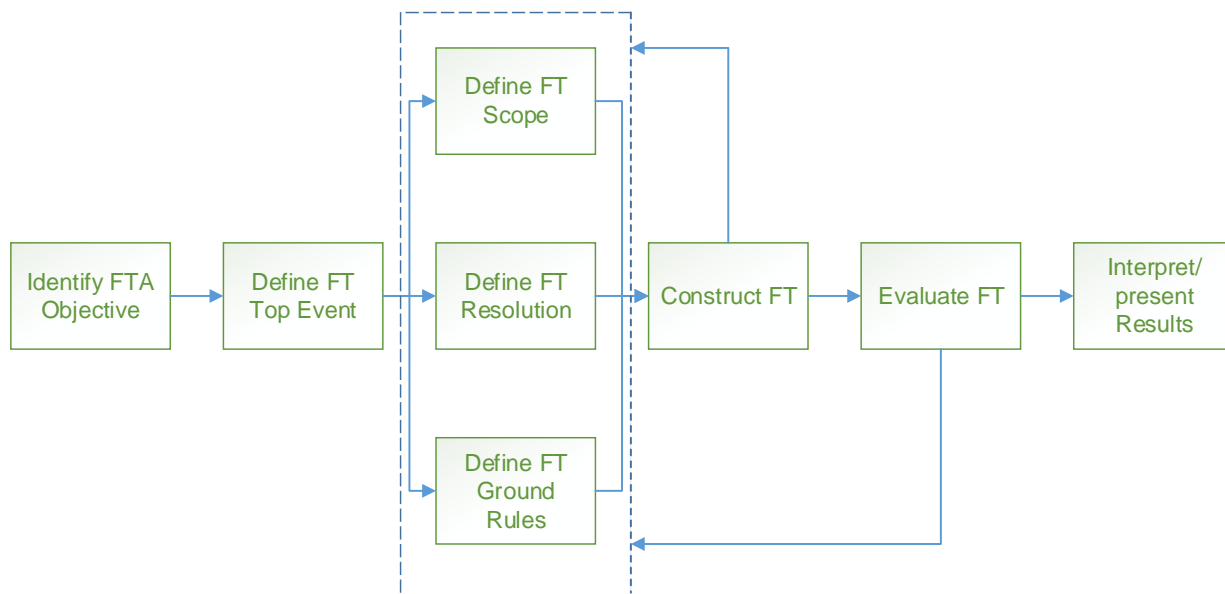 Identify FTA
Objective
Define FT
Top Event
Define FT
Scope
Define FT
Resolution
Define FT
Ground
Rules
Construct FT
Evaluate FT
Interpret/
present
Results